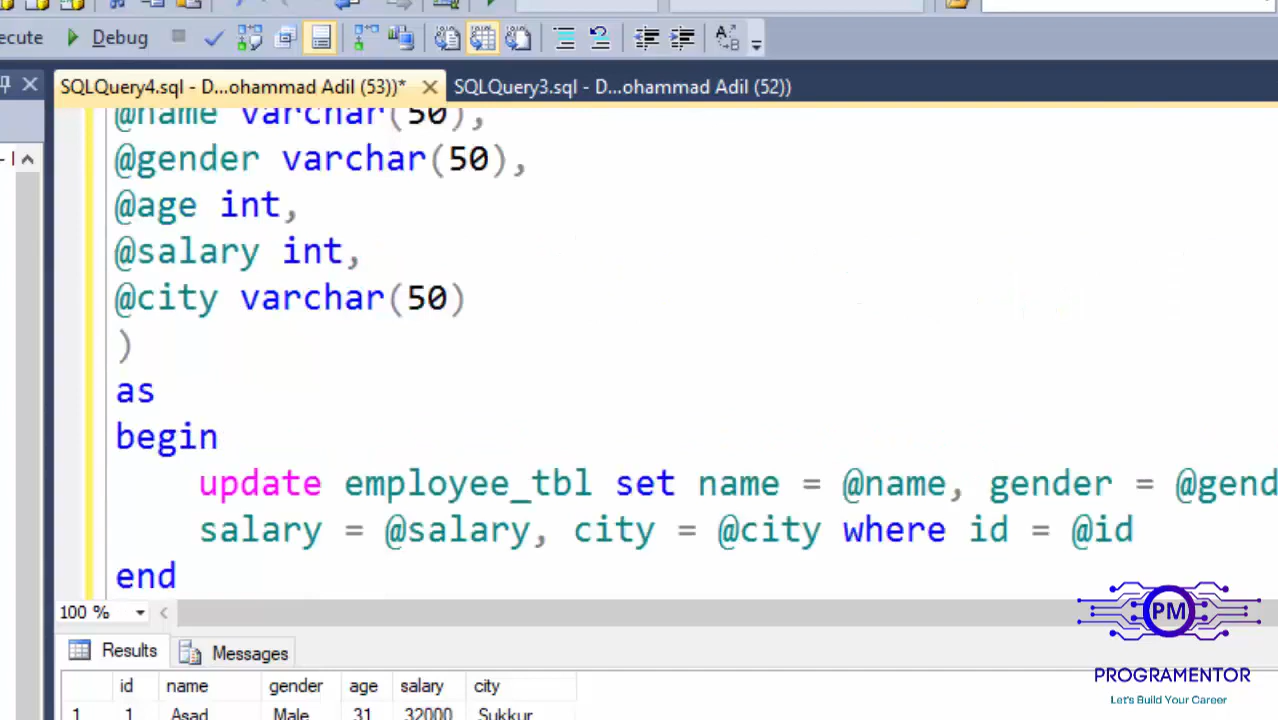 ecute Debug
SQLQuery4.sql - D...ohammad Adil (53))* SQLQuery3.sql - D...ohammad Adil (52))
@name varchar(50),
@gender varchar(50),
@age int,
@salary int,
@city varchar(50)
)
as
begin
update employee_tbl set name = @name, gender = @gend
salary = @salary, city = @city where id = @id
end
100 %
Results Messages
id name gender age salary city
1 1 Asad Male 31 32000 Sukkur
PM
PROGRAMENTOR
Let's Build Your Career